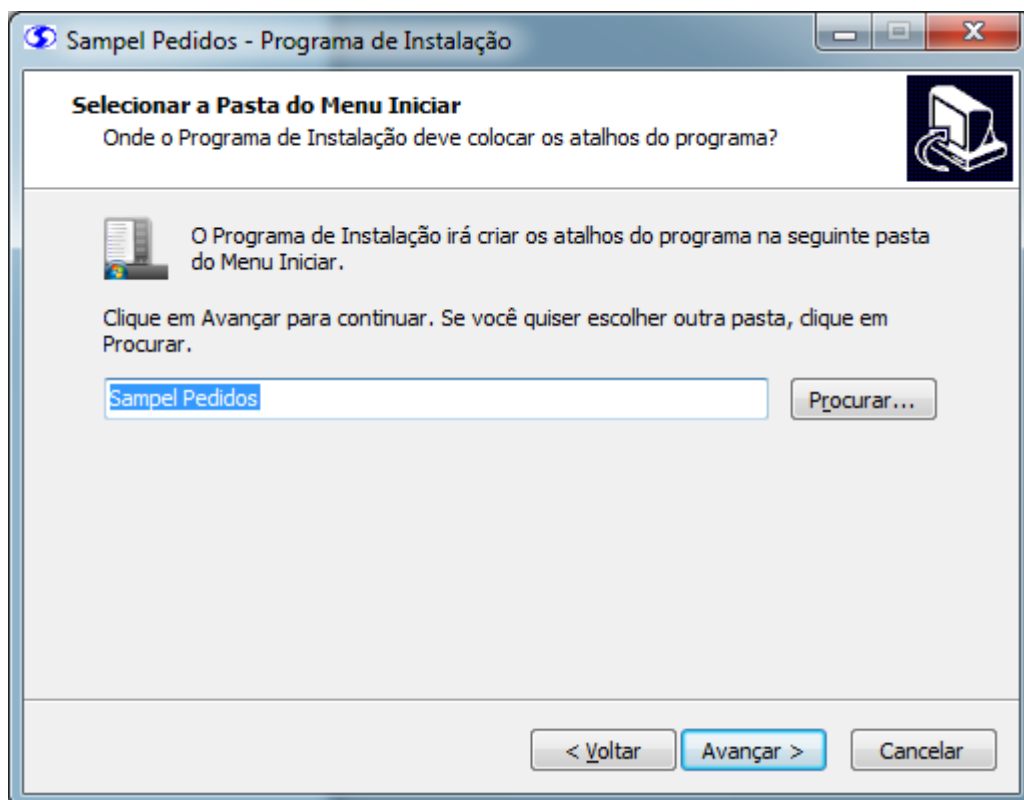 Sampel Pedidos - Programa de Instalação
Selecionar a Pasta do Menu Iniciar
Onde o Programa de Instalação deve colocar os atalhos do programa?
O Programa de Instalação irá criar os atalhos do programa na seguinte pasta
do Menu Iniciar.
Clique em Avançar para continuar. Se você quiser escolher outra pasta, clique em
Procurar.
Sampel Pedidos
Procurar...
< Voltar
Avançar >
Cancelar